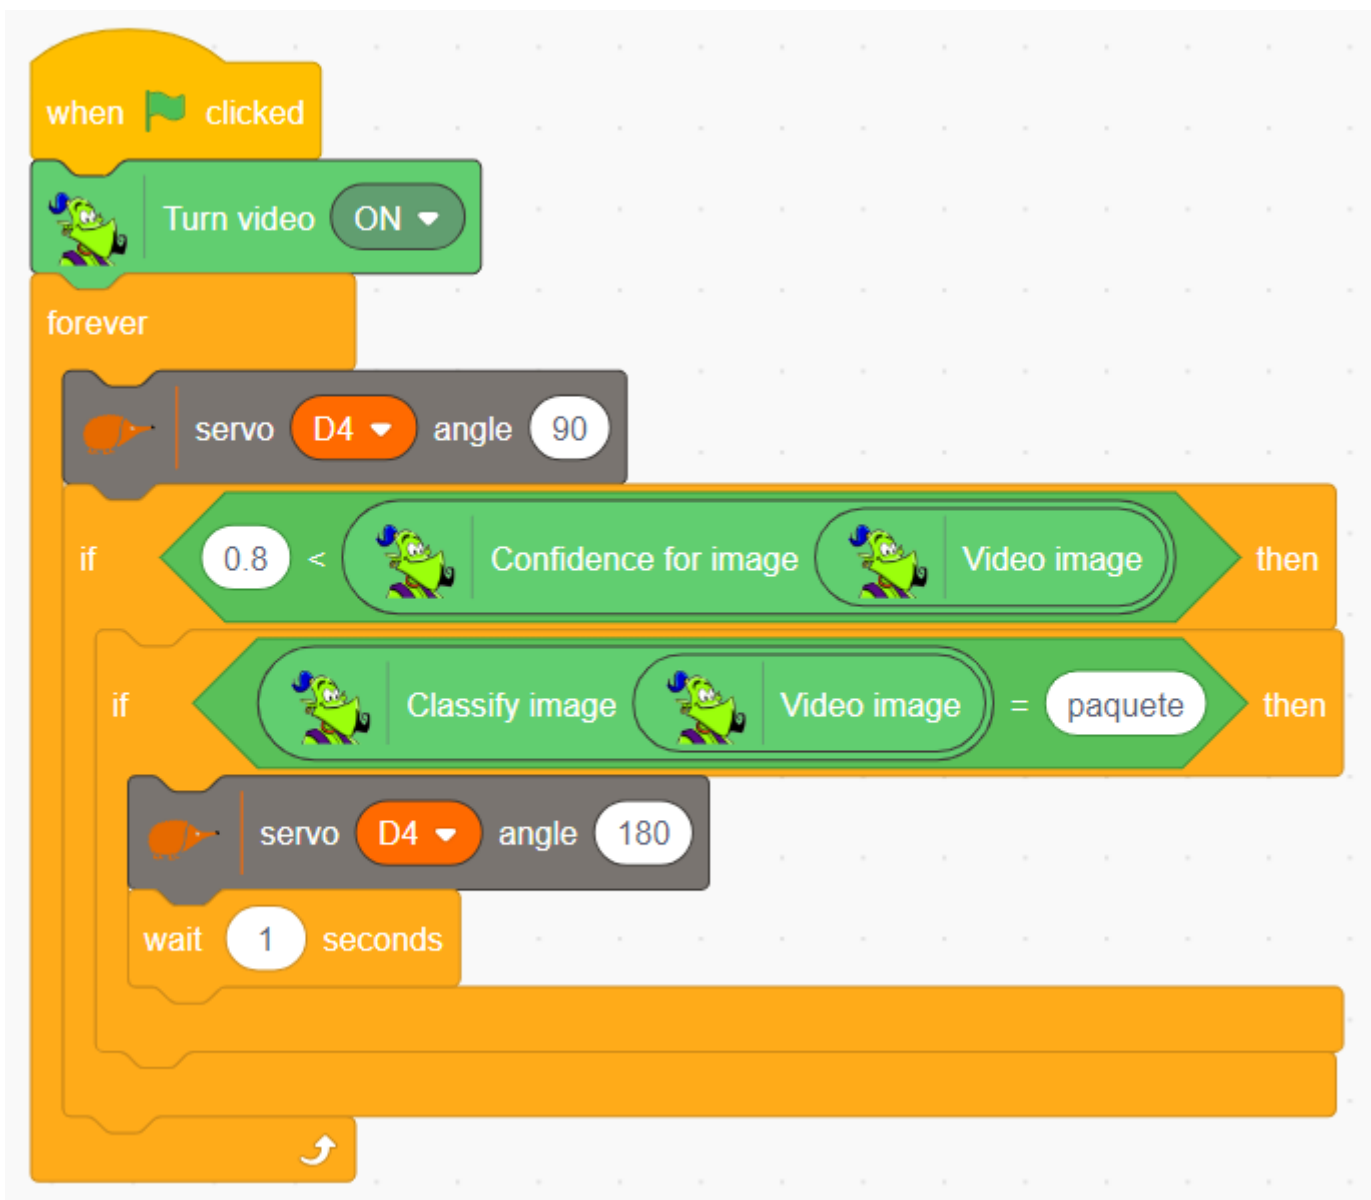 when clicked
Turn video ON
forever
servo D4 angle 90
if 0.8 < Confidence for image Video image then
if Classify image Video image = paquete then
servo D4 angle 180
wait 1 seconds